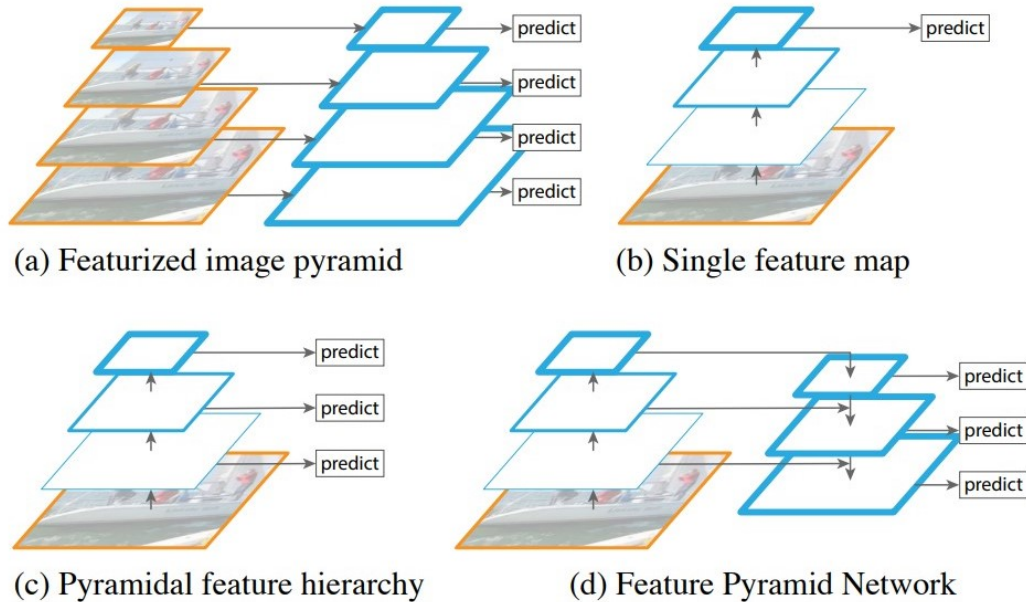 predict
predict
predict
predict
(a) Featurized image pyramid
predict
(b) Single feature map
predict
predict
predict
(c) Pyramidal feature hierarchy
predict
predict
predict
(d) Feature Pyramid Network